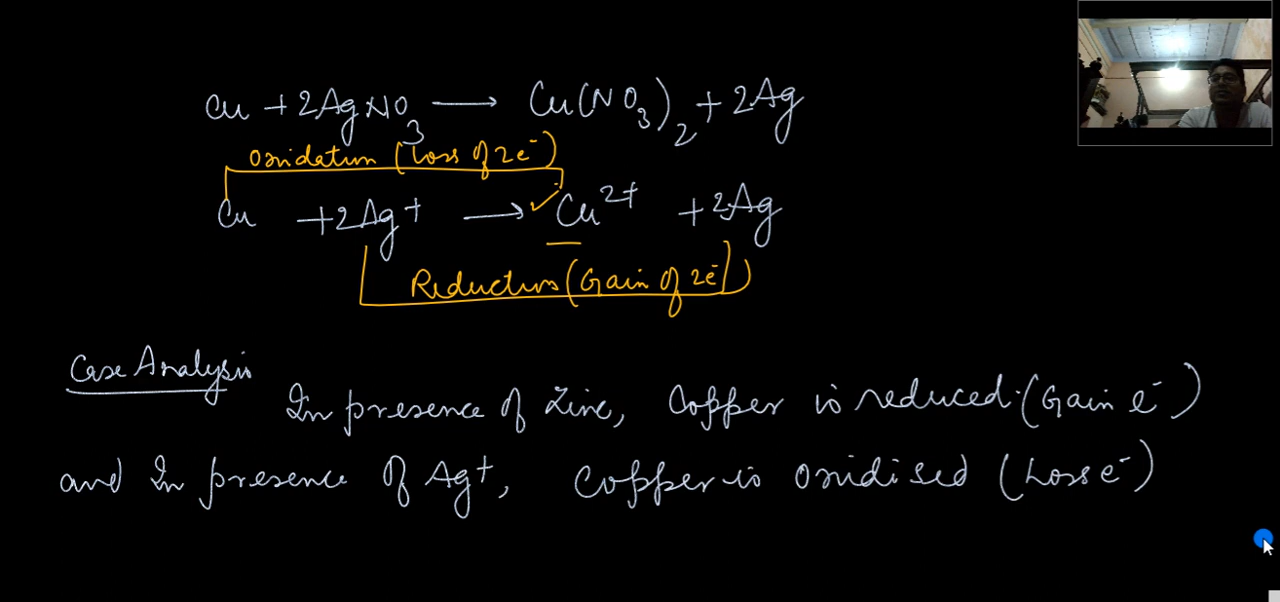 Cu + 2AgNO3 ⟶ Cu(NO3)2 + 2Ag
Oxidation (Loss of 2e⁻)
Cu + 2Ag⁺ ⟶ Cu²⁺ + 2Ag
Reduction (Gain of 2e⁻)
Case Analysis
In presence of Zinc, Copper is reduced. (Gain e⁻)
and In presence of Ag⁺, Copper is Oxidised (Loss e⁻)